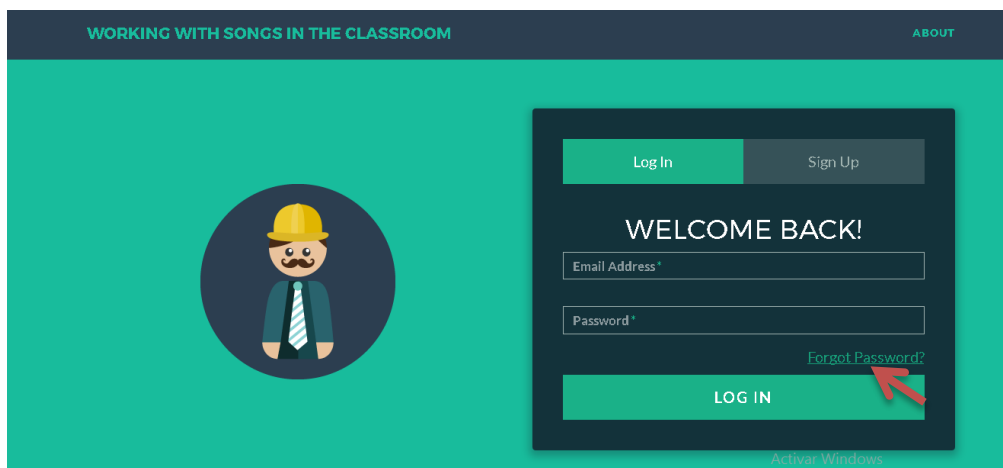 WORKING WITH SONGS IN THE CLASSROOM
ABOUT
Log In
Sign Up
WELCOME BACK!
Email Address*
Password*
Forgot Password?
LOG IN
Activar Windows